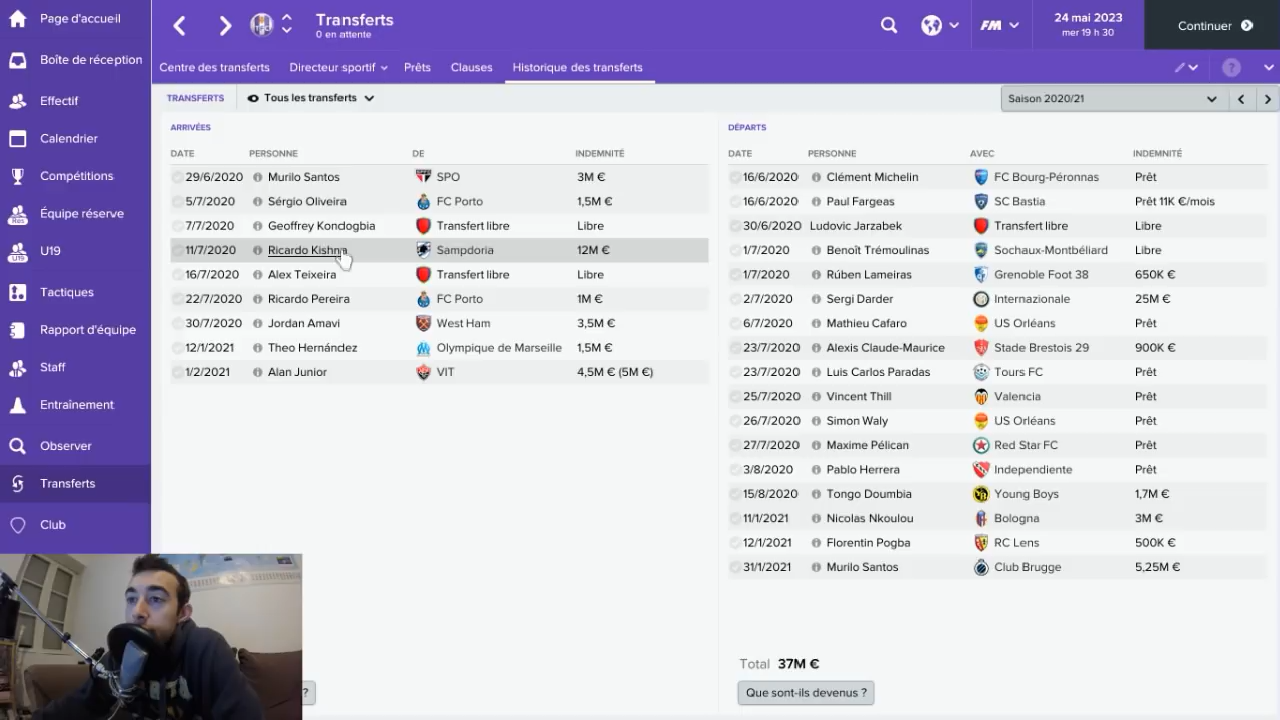 Page d'accueil
Boîte de réception
Effectif
Calendrier
Compétitions
Équipe réserve
U19
Tactiques
Rapport d'équipe
Staff
Entraînement
Observer
Transferts
Club
Transferts
0 en attente
FM
24 mai 2023
mer 19 h 30
Continuer
Centre des transferts Directeur sportif Prêts Clauses Historique des transferts
?
TRANSFERTS Tous les transferts
Saison 2020/21
ARRIVÉES
DATE PERSONNE DE INDEMNITÉ
29/6/2020 Murilo Santos SPO 3M €
5/7/2020 Sérgio Oliveira FC Porto 1,5M €
7/7/2020 Geoffrey Kondogbia Transfert libre Libre
11/7/2020 Ricardo Kishna Sampdoria 12M €
16/7/2020 Alex Teixeira Transfert libre Libre
22/7/2020 Ricardo Pereira FC Porto 1M €
30/7/2020 Jordan Amavi West Ham 3,5M €
12/1/2021 Theo Hernández Olympique de Marseille 1,5M €
1/2/2021 Alan Junior VIT 4,5M € (5M €)
?
DÉPARTS
DATE PERSONNE AVEC INDEMNITÉ
16/6/2020 Clément Michelin FC Bourg-Péronnas Prêt
16/6/2020 Paul Fargeas SC Bastia Prêt 11K €/mois
30/6/2020 Ludovic Jarzabek Transfert libre Libre
1/7/2020 Benoît Trémoulinas Sochaux-Montbéliard Libre
1/7/2020 Rúben Lameiras Grenoble Foot 38 650K €
2/7/2020 Sergi Darder Internazionale 25M €
6/7/2020 Mathieu Cafaro US Orléans Prêt
23/7/2020 Alexis Claude-Maurice Stade Brestois 29 900K €
23/7/2020 Luis Carlos Paradas Tours FC Prêt
25/7/2020 Vincent Thill Valencia Prêt
26/7/2020 Simon Waly US Orléans Prêt
27/7/2020 Maxime Pélican Red Star FC Prêt
3/8/2020 Pablo Herrera Independiente Prêt
15/8/2020 Tongo Doumbia Young Boys 1,7M €
11/1/2021 Nicolas Nkoulou Bologna 3M €
12/1/2021 Florentin Pogba RC Lens 500K €
31/1/2021 Murilo Santos Club Brugge 5,25M €
Total 37M €
Que sont-ils devenus ?